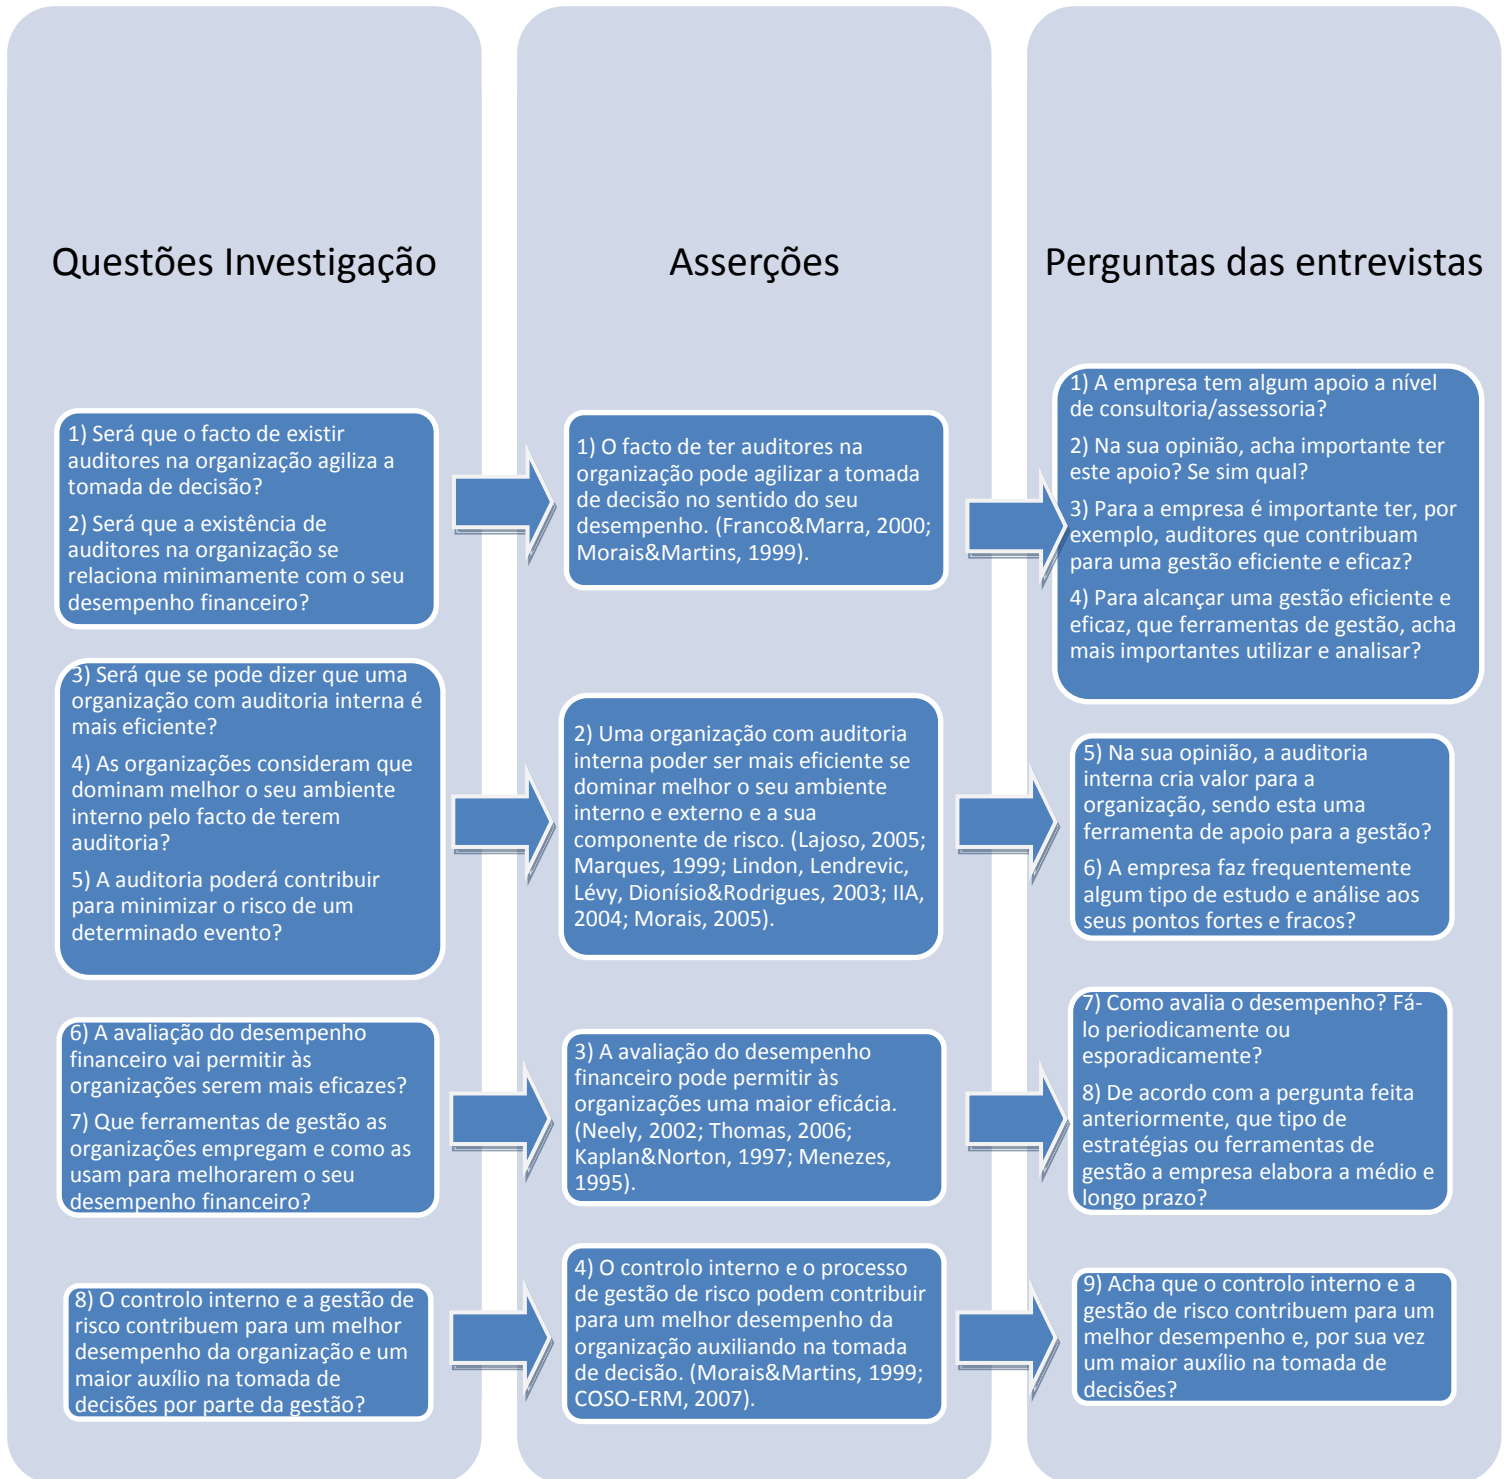 Questões Investigação
1) Será que o facto de existir
auditores na organização agiliza a
tomada de decisão?
2) Será que a existência de
auditores na organização se
relaciona minimamente com o seu
desempenho financeiro?
3) Será que se pode dizer que uma
organização com auditoria interna é
mais eficiente?
4) As organizações consideram que
dominam melhor o seu ambiente
interno pelo facto de terem
auditoria?
5) A auditoria poderá contribuir
para minimizar o risco de um
determinado evento?
6) A avaliação do desempenho
financeiro vai permitir às
organizações serem mais eficazes?
7) Que ferramentas de gestão as
organizações empregam e como as
usam para melhorarem o seu
desempenho financeiro?
8) O controlo interno e a gestão de
risco contribuem para um melhor
desempenho da organização e um
maior auxílio na tomada de
decisões por parte da gestão?
Asserções
1) O facto de ter auditores na
organização pode agilizar a tomada
de decisão no sentido do seu
desempenho. (Franco&Marra, 2000;
Morais&Martins, 1999).
2) Uma organização com auditoria
interna poder ser mais eficiente se
dominar melhor o seu ambiente
interno e externo e a sua
componente de risco. (Lajoso, 2005;
Marques, 1999; Lindon, Lendrevic,
Lévy, Dionísio&Rodrigues, 2003; IIA,
2004; Morais, 2005).
3) A avaliação do desempenho
financeiro pode permitir às
organizações uma maior eficácia.
(Neely, 2002; Thomas, 2006;
Kaplan&Norton, 1997; Menezes,
1995).
4) O controlo interno e o processo
de gestão de risco podem contribuir
para um melhor desempenho da
organização auxiliando na tomada
de decisão. (Morais&Martins, 1999;
COSO-ERM, 2007).
Perguntas das entrevistas
1) A empresa tem algum apoio a nível
de consultoria/assessoria?
2) Na sua opinião, acha importante ter
este apoio? Se sim qual?
3) Para a empresa é importante ter, por
exemplo, auditores que contribuam
para uma gestão eficiente e eficaz?
4) Para alcançar uma gestão eficiente e
eficaz, que ferramentas de gestão, acha
mais importantes utilizar e analisar?
5) Na sua opinião, a auditoria
interna cria valor para a
organização, sendo esta uma
ferramenta de apoio para a gestão?
6) A empresa faz frequentemente
algum tipo de estudo e análise aos
seus pontos fortes e fracos?
7) Como avalia o desempenho? Fá-
lo periodicamente ou
esporadicamente?
8) De acordo com a pergunta feita
anteriormente, que tipo de
estratégias ou ferramentas de
gestão a empresa elabora a médio e
longo prazo?
9) Acha que o controlo interno e a
gestão de risco contribuem para um
melhor desempenho e, por sua vez
um maior auxílio na tomada de
decisões?